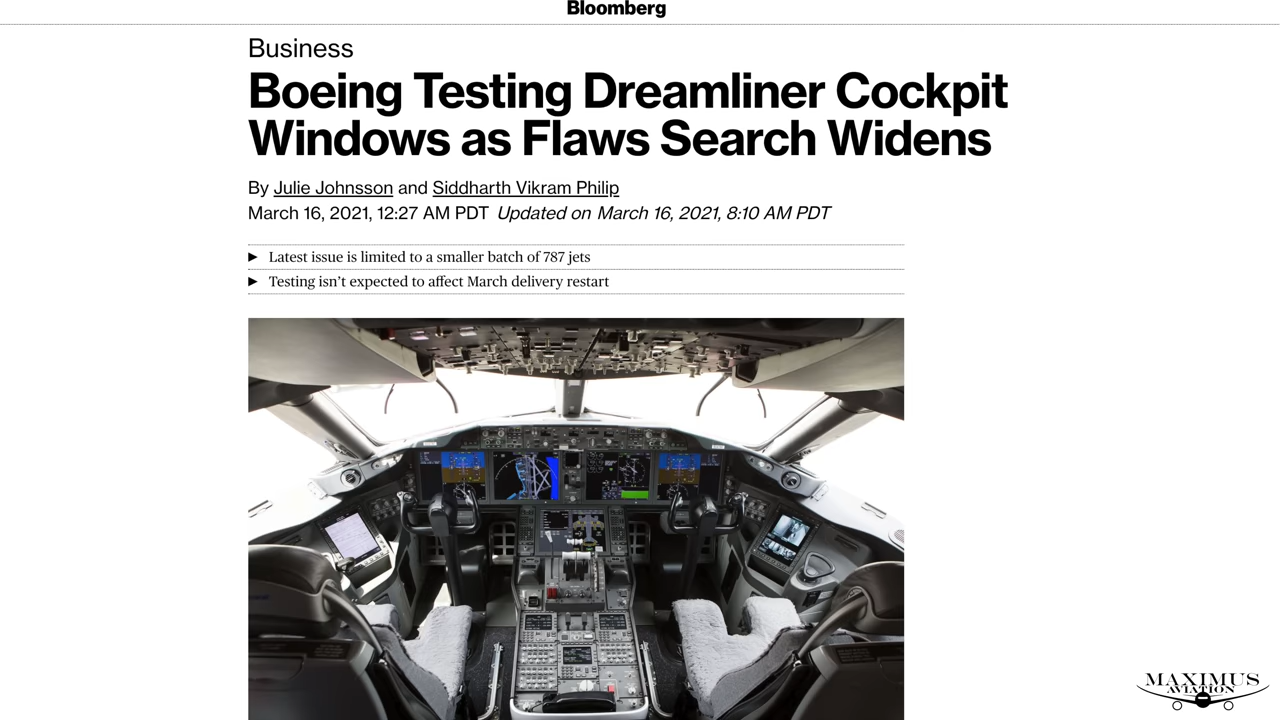 Bloomberg
Business
Boeing Testing Dreamliner Cockpit
Windows as Flaws Search Widens
By Julie Johnsson and Siddharth Vikram Philip
March 16, 2021, 12:27 AM PDT Updated on March 16, 2021, 8:10 AM PDT
► Latest issue is limited to a smaller batch of 787 jets
► Testing isn't expected to affect March delivery restart
MAXIMUS
AVIATION